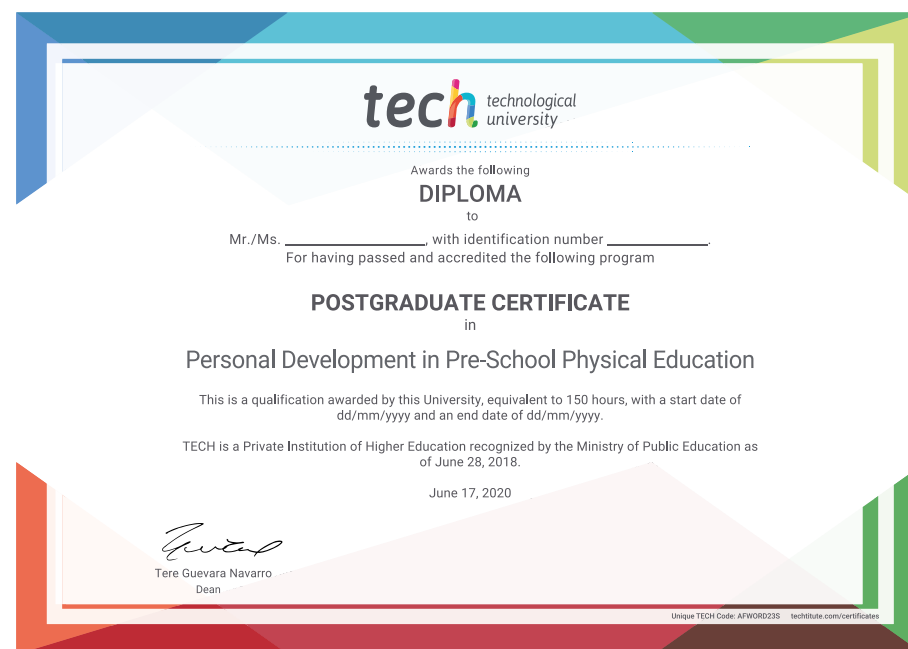 tech technological
university
Awards the following
DIPLOMA
to
Mr./Ms. ____________, with identification number ____________.
For having passed and accredited the following program
POSTGRADUATE CERTIFICATE
in
Personal Development in Pre-School Physical Education
This is a qualification awarded by this University, equivalent to 150 hours, with a start date of
dd/mm/yyyy and an end date of dd/mm/yyyy.
TECH is a Private Institution of Higher Education recognized by the Ministry of Public Education as
of June 28, 2018.
June 17, 2020
Tere Guevara Navarro
Dean
Unique TECH Code: AFWORD23S techtitute.com/certificates